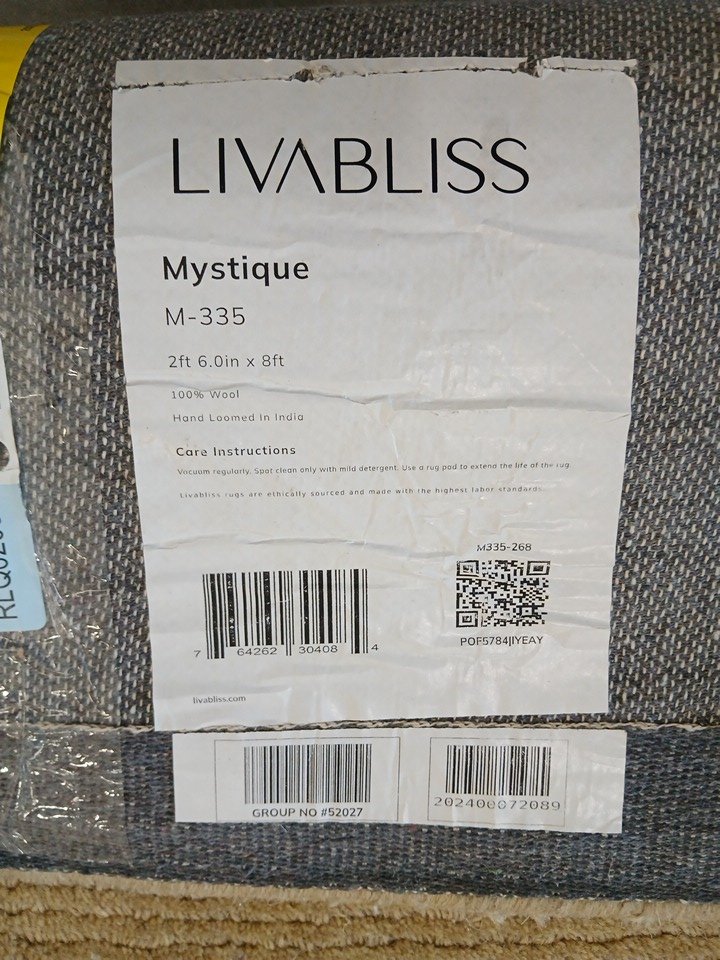 LIVABLISS
Mystique
M-335
2ft 6.0in x 8ft
100% Wool
Hand Loomed in India
Care Instructions
Vacuum regularly. Spot clean only with mild detergent. Use a rug pad to extend the life of the rug.
Livabliss rugs are ethically sourced and made with the highest labor standards.
M335-268
POF5784JIYEAY
7 64262 30408 4
livabliss.com
GROUP NO #52027
202400072089